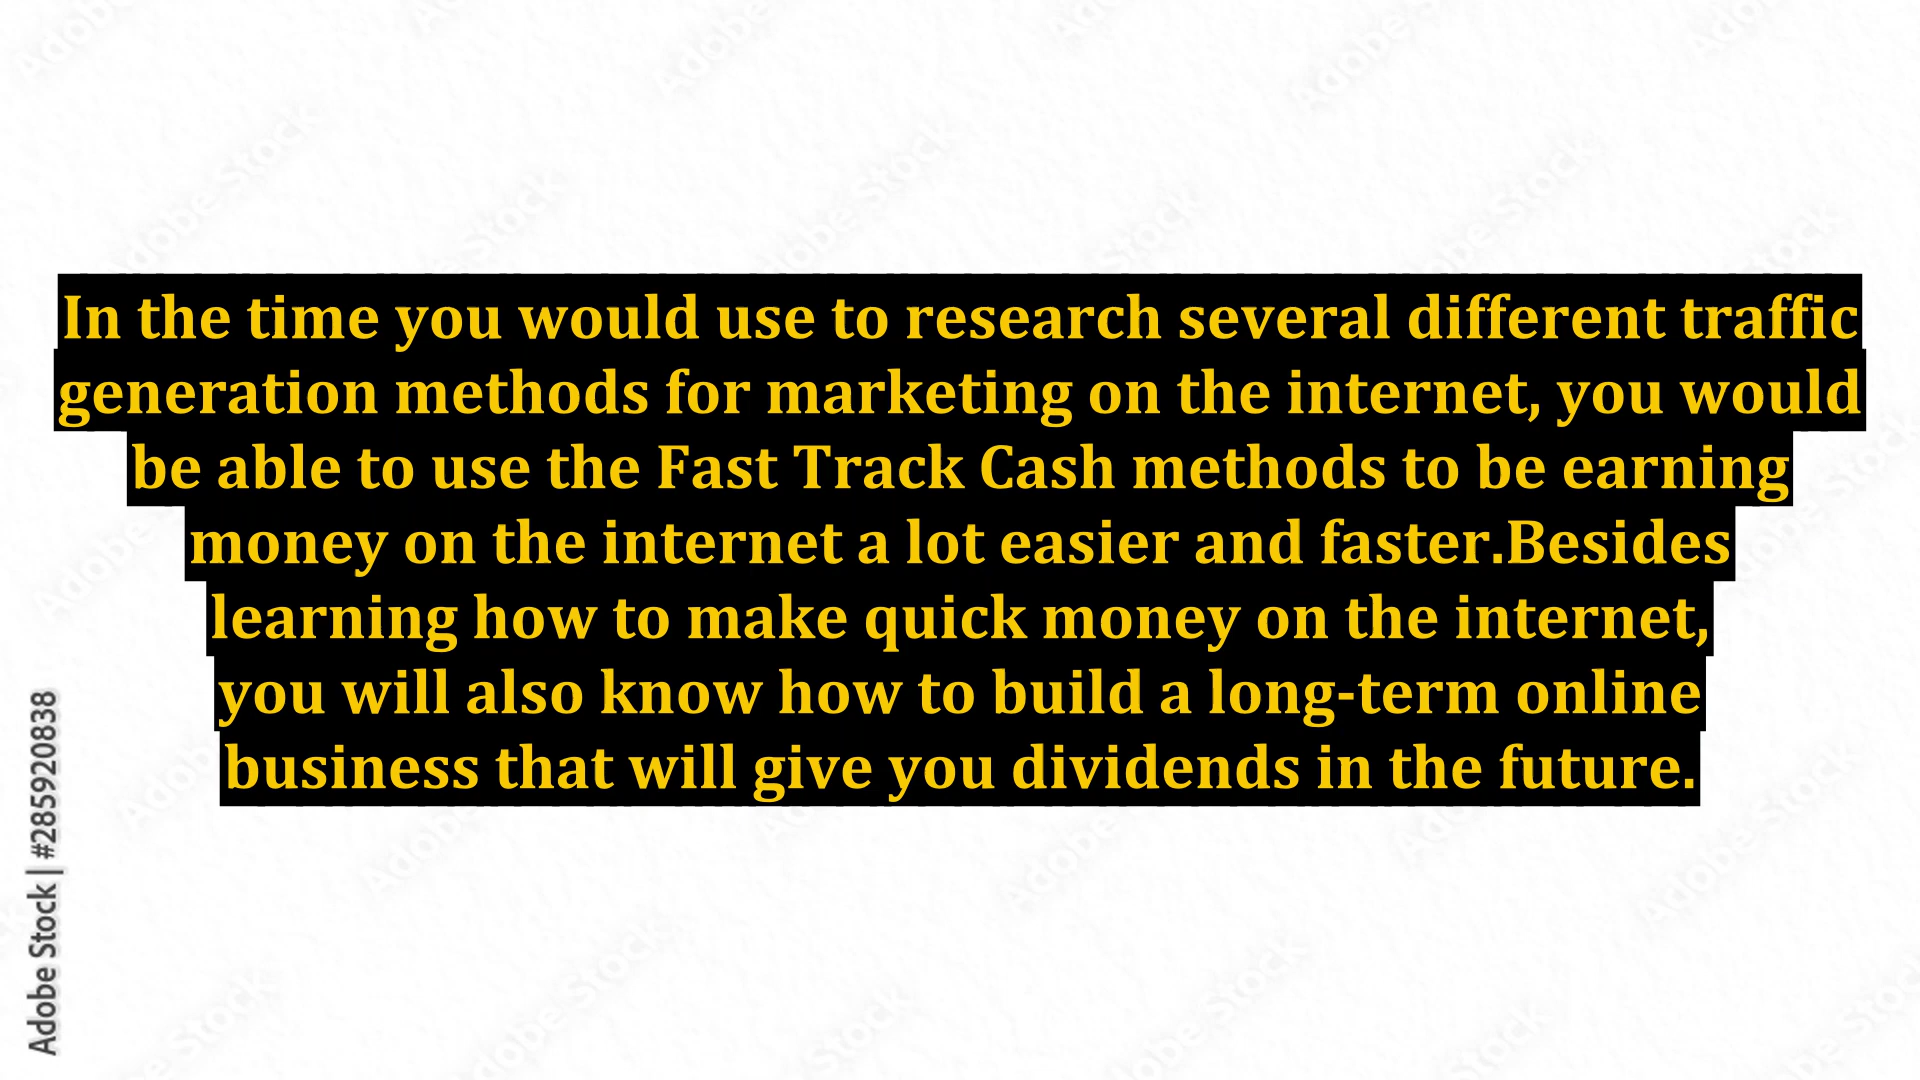 In the time you would use to research several different traffic
generation methods for marketing on the internet, you would
be able to use the Fast Track Cash methods to be earning
money on the internet a lot easier and faster.Besides
learning how to make quick money on the internet,
you will also know how to build a long-term online
business that will give you dividends in the future.
Adobe Stock | #285920838